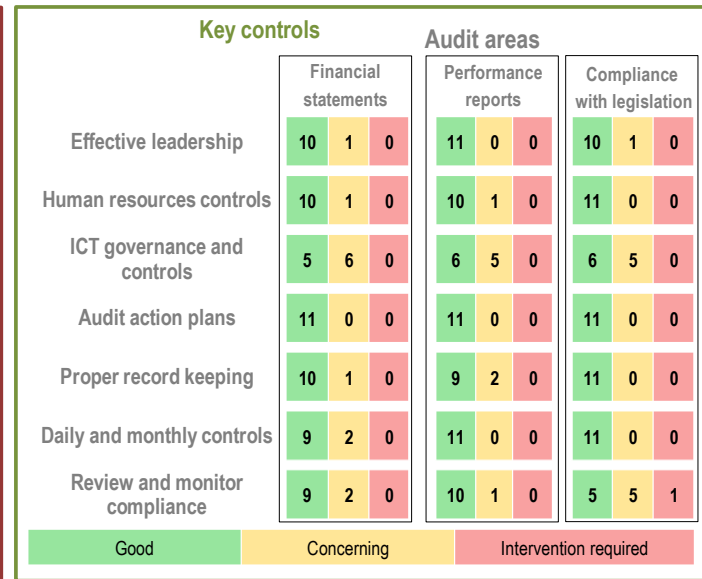 Key controls
Audit areas
Financial statements
Performance reports
Compliance with legislation
Effective leadership 10 1 0 11 0 0 10 1 0
Human resources controls 10 1 0 10 1 0 11 0 0
ICT governance and controls 5 6 0 6 5 0 6 5 0
Audit action plans 11 0 0 11 0 0 11 0 0
Proper record keeping 10 1 0 9 2 0 11 0 0
Daily and monthly controls 9 2 0 11 0 0 11 0 0
Review and monitor compliance 9 2 0 10 1 0 5 5 1
Good Concerning Intervention required